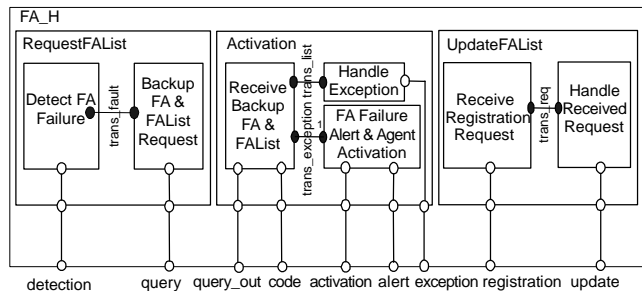 FA_H
RequestFAList
Detect FA
Failure
trans_fault
Backup
FA &
FAList
Request
Activation
Receive
Backup
FA &
FAList
trans_exception trans_list
Handle
Exception
1
FA Failure
Alert & Agent
Activation
UpdateFAList
Receive
Registration
Request
trans_req
Handle
Received
Request
detection query query_out code activation alert exception registration update